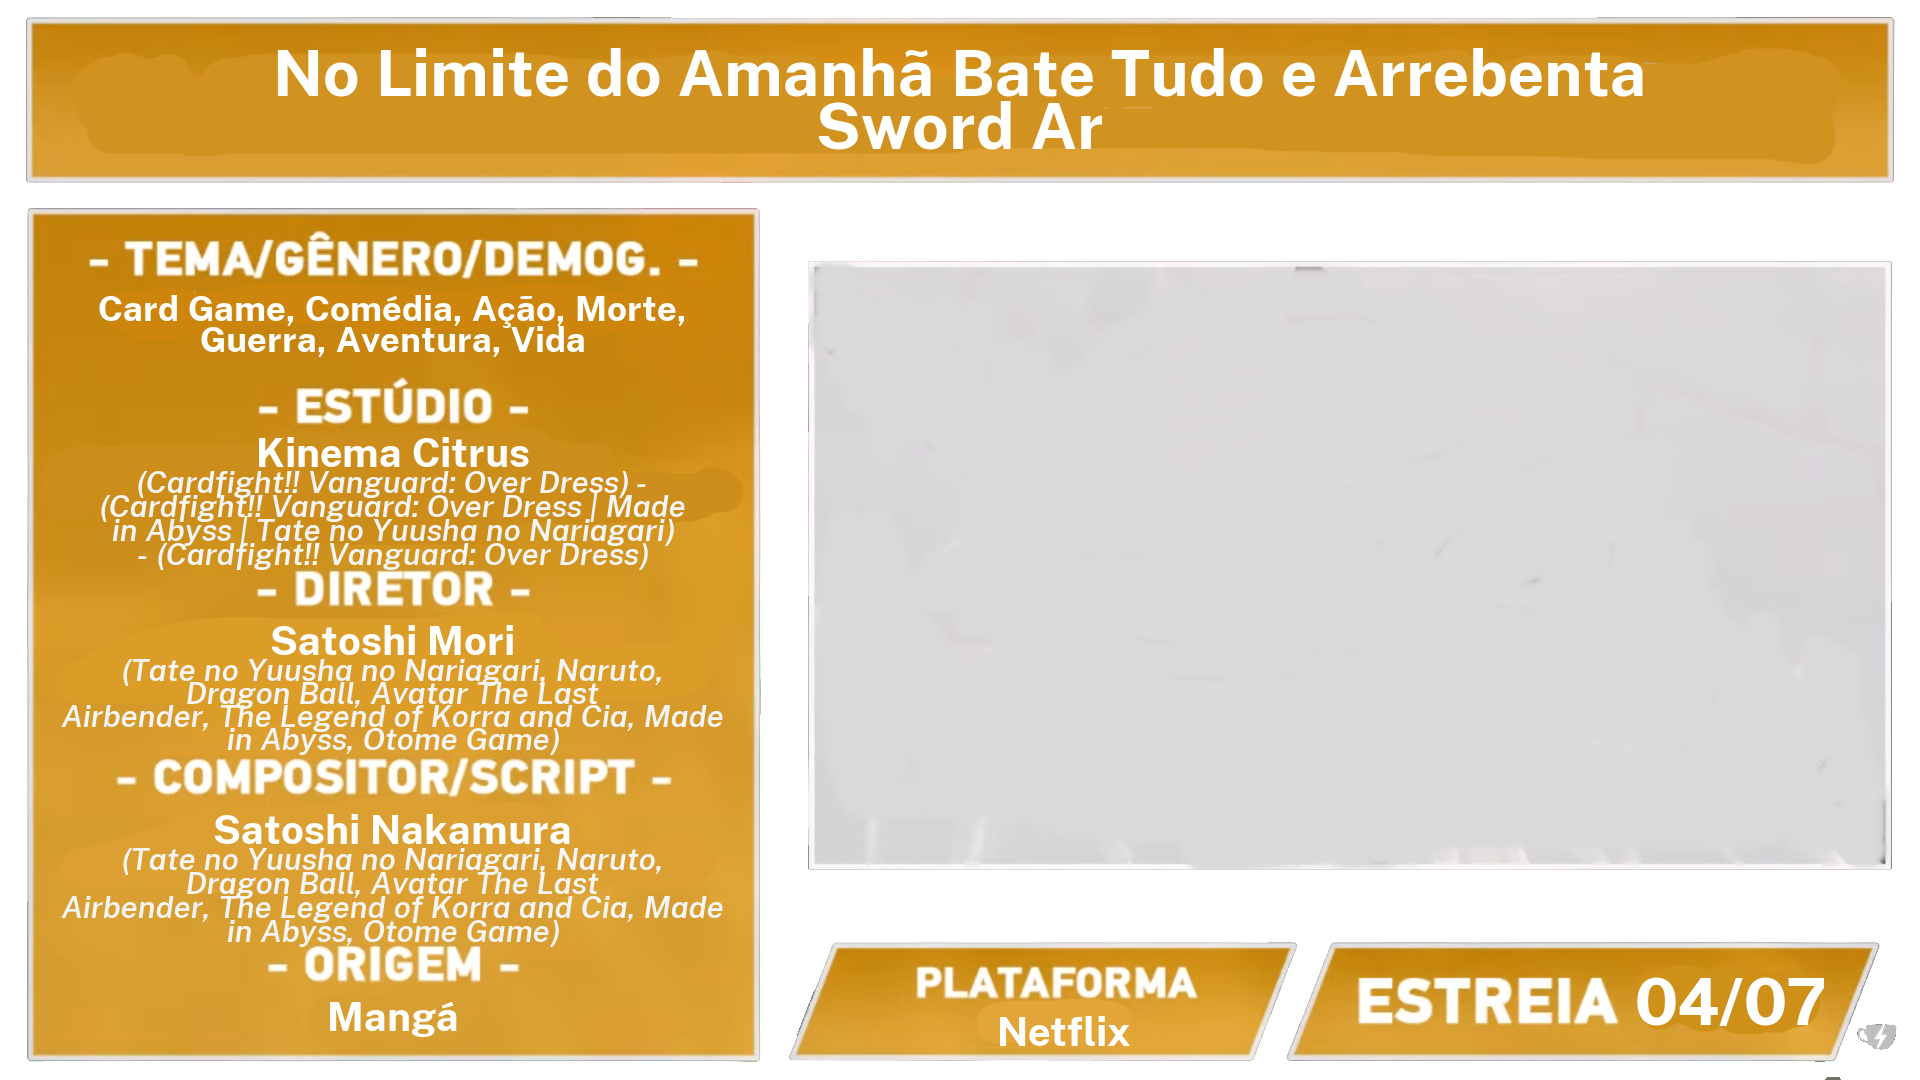 No Limite do Amanhã Bate Tudo e Arrebenta
Sword Ar
- TEMA/GÊNERO/DEMOG. -
Card Game, Comédia, Ação, Morte,
Guerra, Aventura, Vida
- ESTÚDIO -
Kinema Citrus
(Cardfight!! Vanguard: Over Dress) -
(Cardfight!! Vanguard: Over Dress | Made
in Abyss | Tate no Yuusha no Nariagari)
- (Cardfight!! Vanguard: Over Dress)
- DIRETOR -
Satoshi Mori
(Tate no Yuusha no Nariagari, Naruto,
Dragon Ball, Avatar The Last
Airbender, The Legend of Korra and Cia, Made
in Abyss, Otome Game)
- COMPOSITOR/SCRIPT -
Satoshi Nakamura
(Tate no Yuusha no Nariagari, Naruto,
Dragon Ball, Avatar The Last
Airbender, The Legend of Korra and Cia, Made
in Abyss, Otome Game)
- ORIGEM -
Mangá
PLATAFORMA
Netflix
ESTREIA 04/07